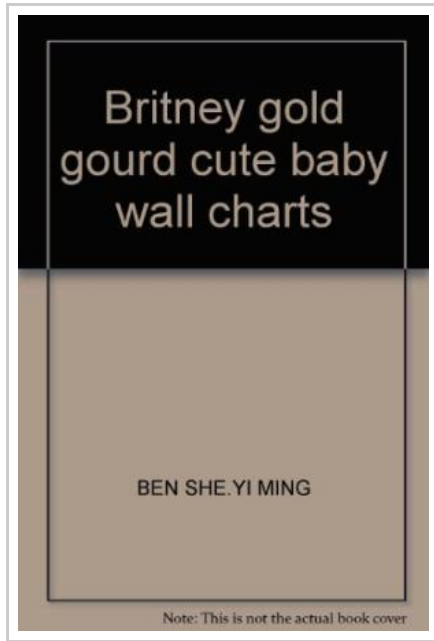 Britney gold
gourd cute baby
wall charts
BEN SHE.YI MING
Note: This is not the actual book cover